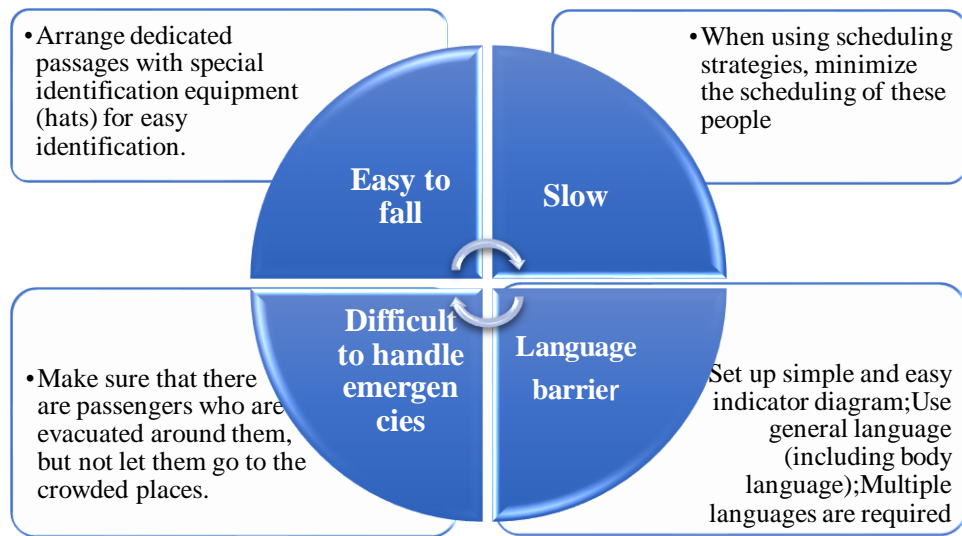 •Arrange dedicated
passages with special
identification equipment
(hats) for easy
identification.
•When using scheduling
strategies, minimize
the scheduling of these
people
Easy to
fall
Slow
Difficult
to handle
emergen
cies
Language
barrier
•Make sure that there
are passengers who are
evacuated around them,
but not let them go to the
crowded places.
Set up simple and easy
indicator diagram;Use
general language
(including body
language);Multiple
languages are required